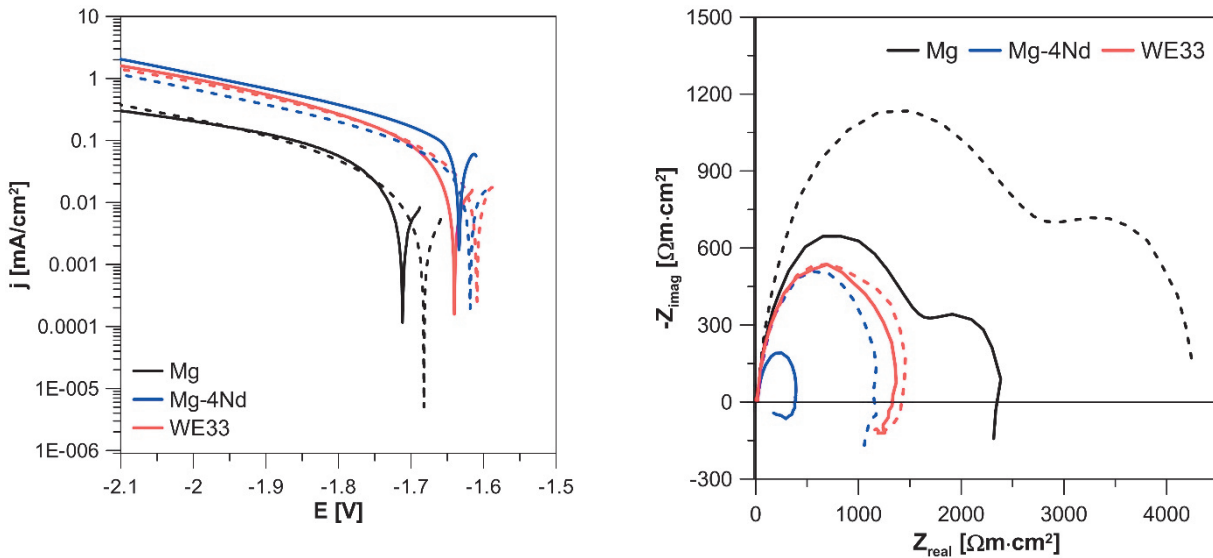 10
1
0.1
0.01
0.001
0.0001
1E-005
1E-006
j [mA/cm²]
Mg
Mg-4Nd
WE33
-2.1 -2 -1.9 -1.8 -1.7 -1.6 -1.5
E [V]
1500
1200
900
600
300
0
-300
-Zimag [Ωm·cm²]
Mg Mg-4Nd WE33
0 1000 2000 3000 4000
Zreal [Ωm·cm²]